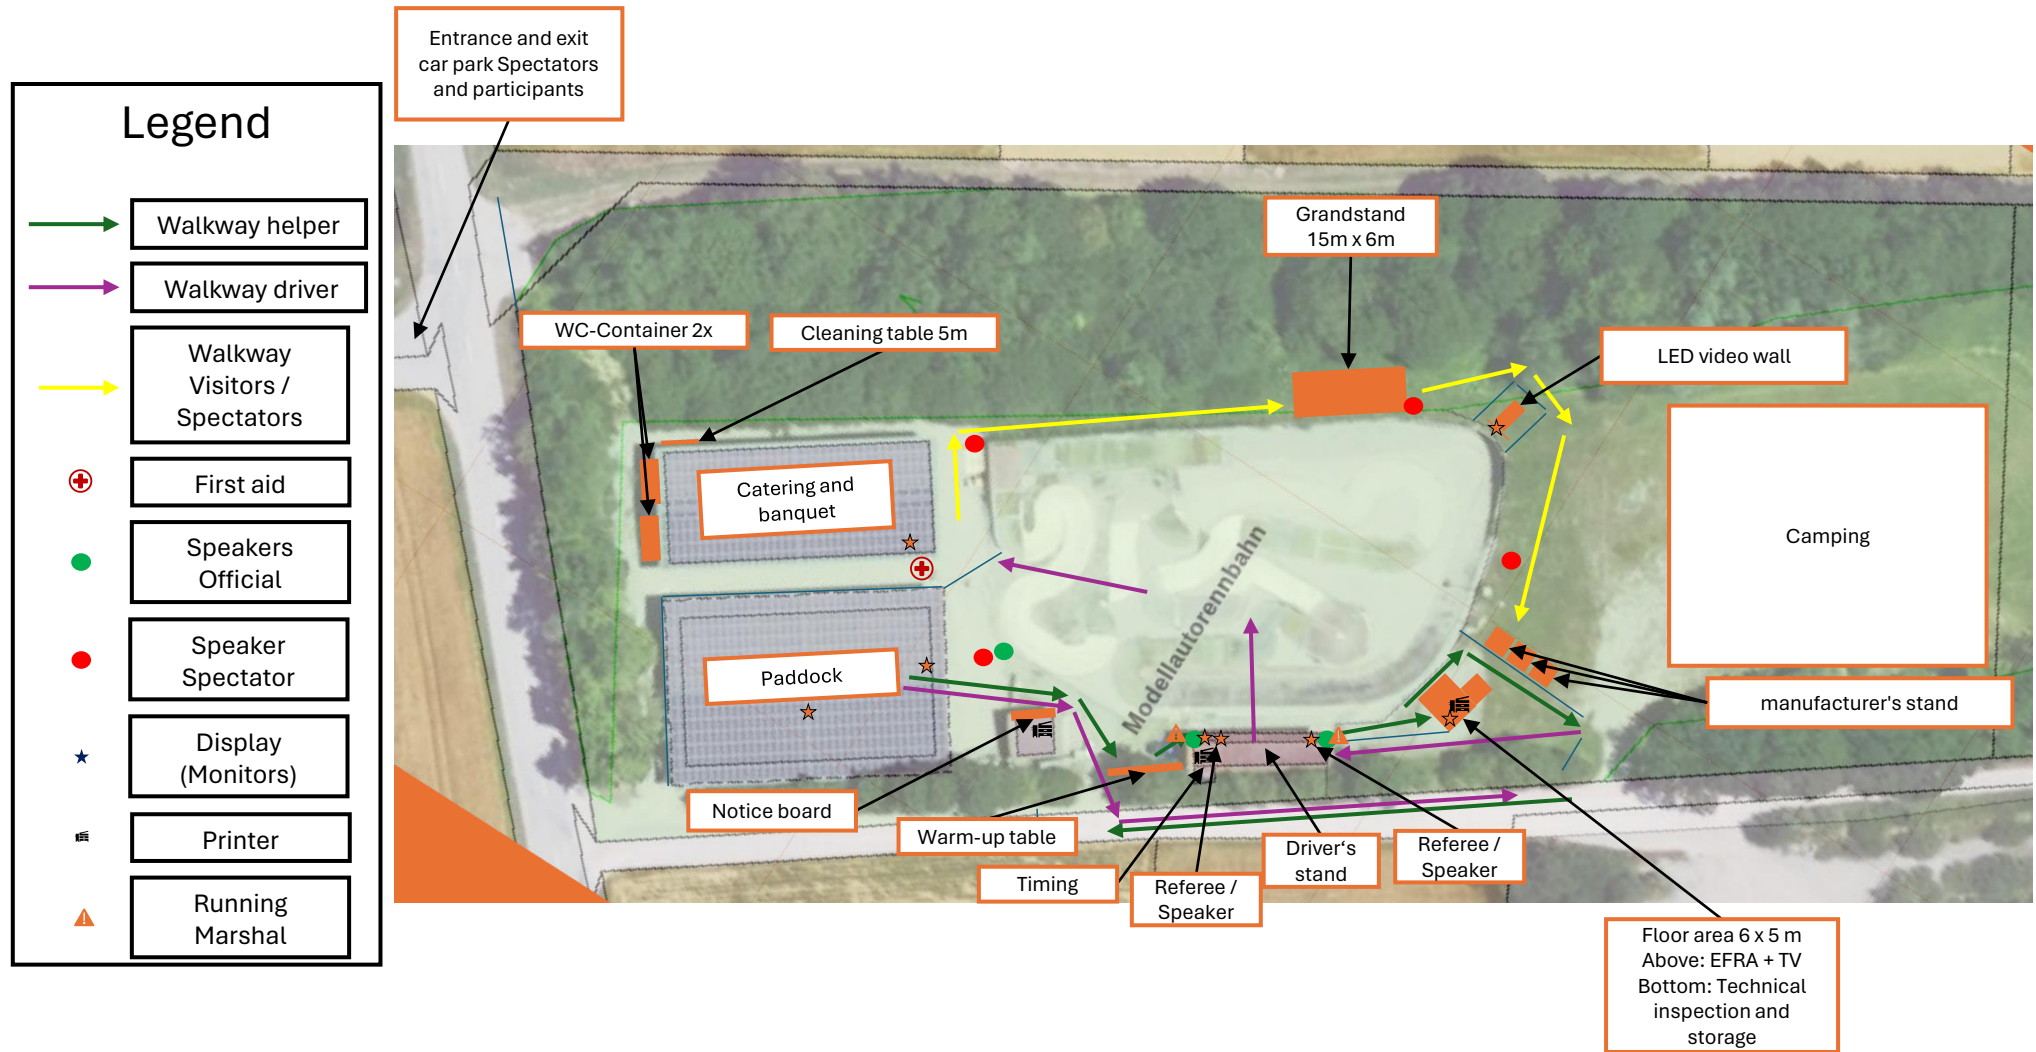 Entrance and exit
car park Spectators
and participants
Legend
Walkway helper
Walkway driver
Walkway
Visitors /
Spectators
First aid
Speakers
Official
Speaker
Spectator
Display
(Monitors)
Printer
Running
Marshal
Grandstand
15m x 6m
WC-Container 2x
Cleaning table 5m
LED video wall
Catering and
banquet
Camping
Modellautorennbahn
Paddock
manufacturer's stand
Notice board
Warm-up table
Timing
Referee /
Speaker
Driver‘s
stand
Referee /
Speaker
Floor area 6 x 5 m
Above: EFRA + TV
Bottom: Technical
inspection and
storage